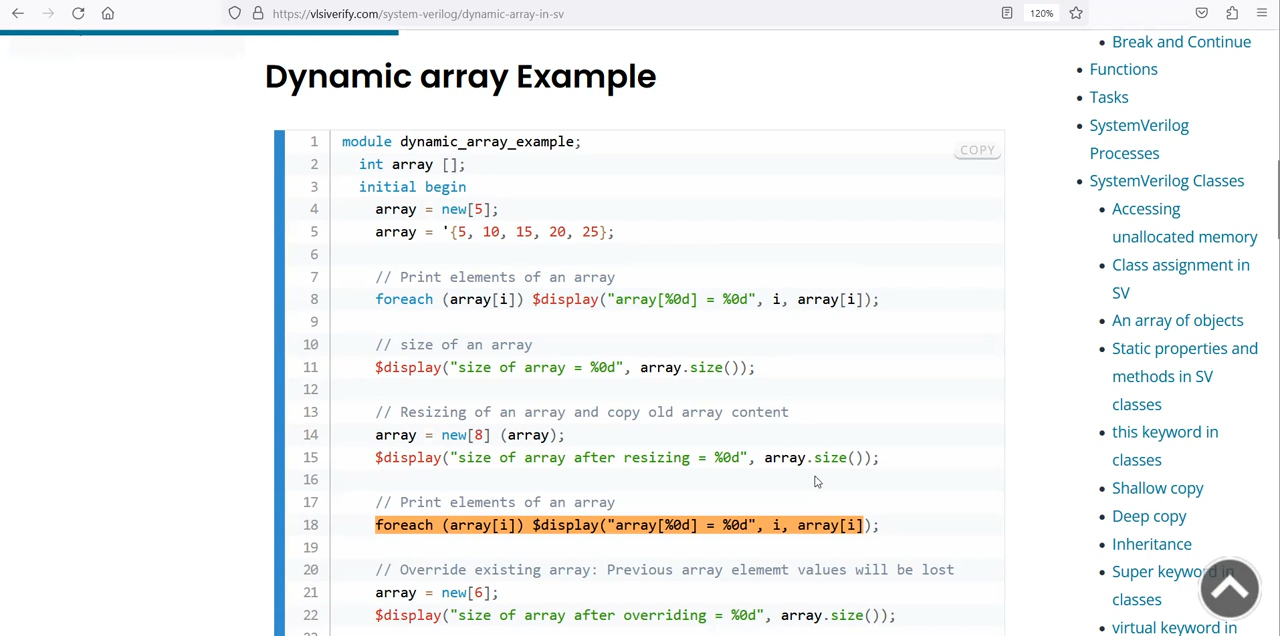 https://vlsiverify.com/system-verilog/dynamic-array-in-sv
120%
Dynamic array Example
COPY
1 module dynamic_array_example;
2 int array [];
3 initial begin
4 array = new[5];
5 array = '{5, 10, 15, 20, 25};
6
7 // Print elements of an array
8 foreach (array[i]) $display("array[%0d] = %0d", i, array[i]);
9
10 // size of an array
11 $display("size of array = %0d", array.size());
12
13 // Resizing of an array and copy old array content
14 array = new[8] (array);
15 $display("size of array after resizing = %0d", array.size());
16
17 // Print elements of an array
18 foreach (array[i]) $display("array[%0d] = %0d", i, array[i]);
19
20 // Override existing array: Previous array elememt values will be lost
21 array = new[6];
22 $display("size of array after overriding = %0d", array.size());
Break and Continue
Functions
Tasks
SystemVerilog
Processes
SystemVerilog Classes
Accessing
unallocated memory
Class assignment in
SV
An array of objects
Static properties and
methods in SV
classes
this keyword in
classes
Shallow copy
Deep copy
Inheritance
Super keyword in
classes
virtual keyword in